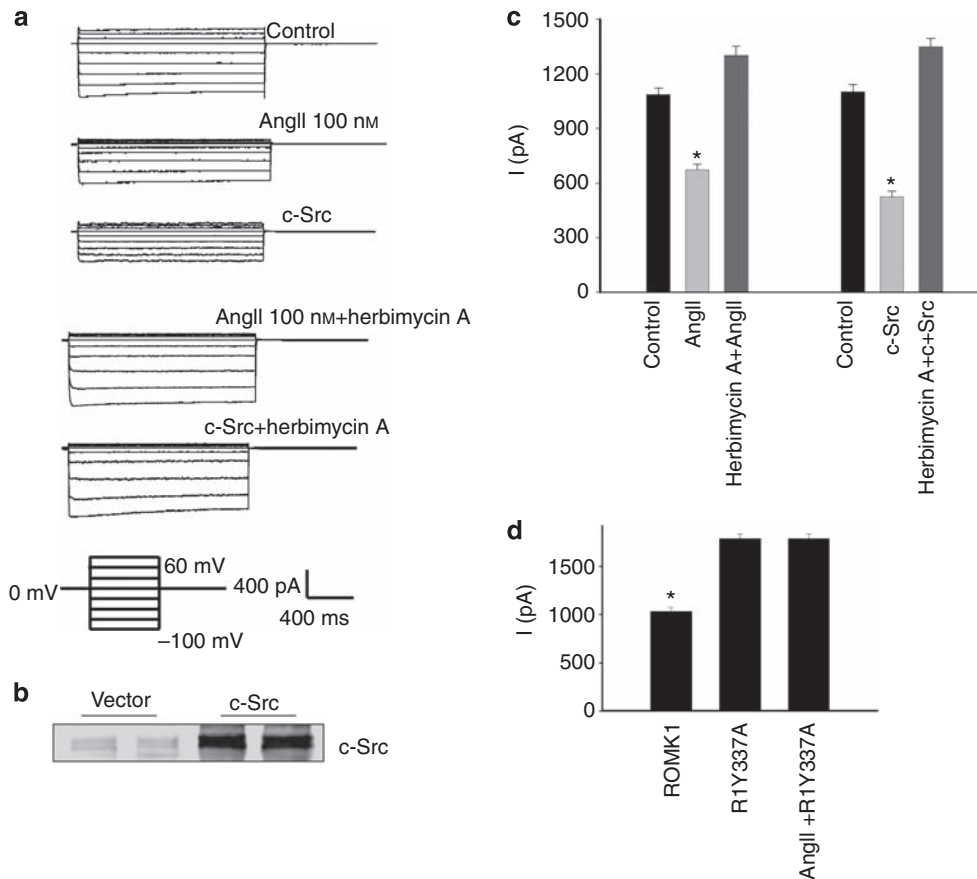 a
Control
AngII 100 nM
c-Src
AngII 100 nM+herbimycin A
c-Src+herbimycin A
60 mV
0 mV
400 pA
400 ms
–100 mV
b
Vector
c-Src
c-Src
c
I (pA)
1500
1200
900
600
300
0
*
*
Control
AngII
Herbimycin A+AngII
Control
c-Src
Herbimycin A+c+Src
d
I (pA)
1500
1000
500
0
*
ROMK1
R1Y337A
AngII +R1Y337A